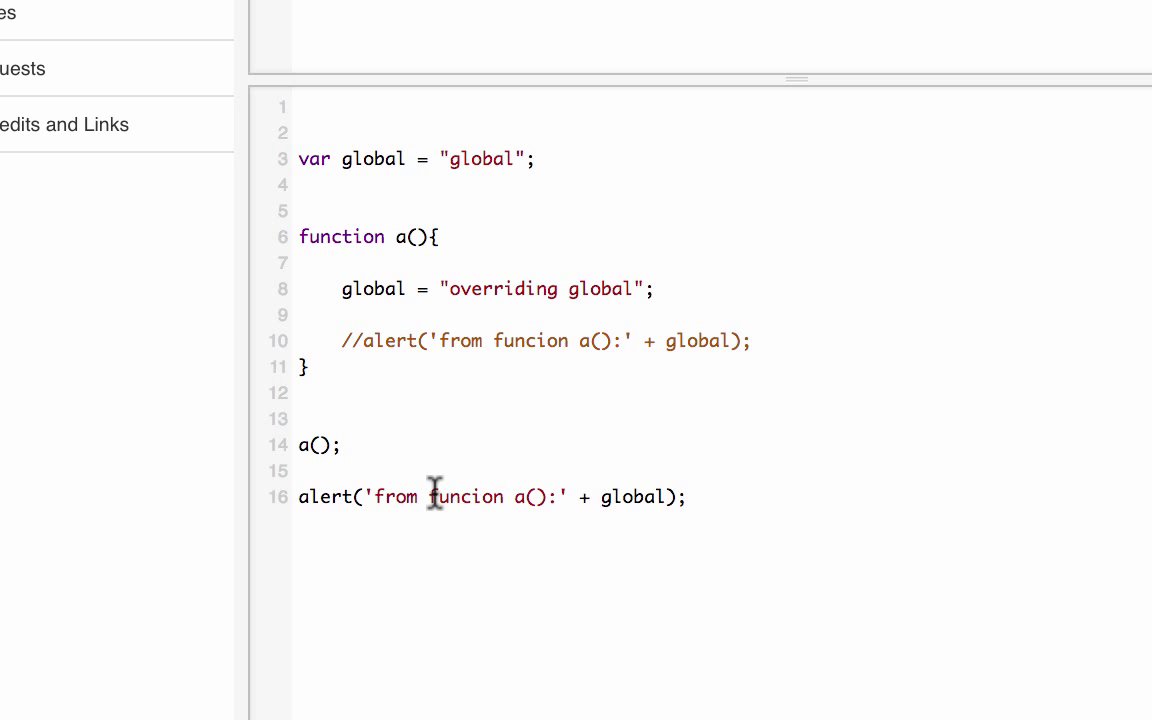 es
uests
edits and Links
1
2
3 var global = "global";
4
5
6 function a(){
7
8 global = "overriding global";
9
10 //alert('from funcion a():' + global);
11 }
12
13
14 a();
15
16 alert('from funcion a():' + global);